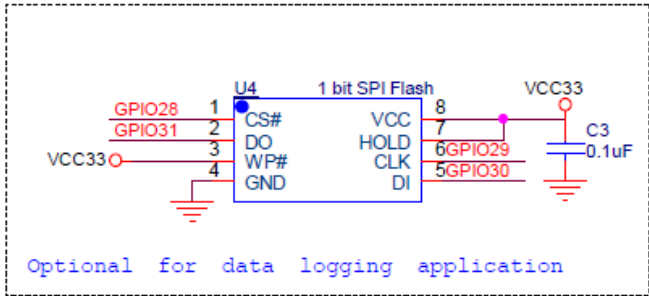 U4 1 bit SPI Flash VCC33
GPIO28 1 CS# VCC 8
GPIO31 2 DO HOLD 7
VCC33 3 WP# CLK 6 GPIO29
4 GND DI 5 GPIO30
C3
0.1uF
Optional for data logging application